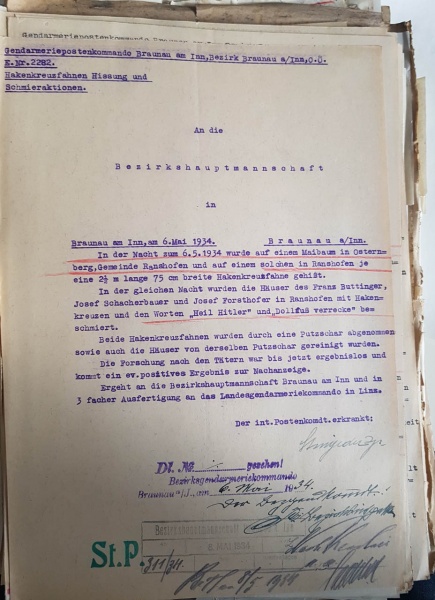 Gendarmeriepostenkommando Braunau am Inn,Bezirk Braunau a/Inn,O.Ö.
E.Nr.2282.
Hakenkreuzfahnen Hissung und
Schmieraktionen.
An die
Bezirkshauptmannschaft
in
Braunau am Inn,am 6.Mai 1934. Braunau a/Inn.
In der Nacht zum 6.5.1934 wurde auf einem Maibaum in Ostern-
berg,Gemeinde Ranshofen und auf einem solchen in Ranshofen je
eine 2½ m lange 75 cm breite Hakenkreuzfahne gehißt.
In der gleichen Nacht wurden die Häuser des Franz Buttinger,
Josef Schacherbauer und Josef Forsthofer in Ranshofen mit Haken-
kreuzen und den Worten „Heil Hitler" und„Dollfuß verrecke" be=
schmiert.
Beide Hakenkreuzfahnen wurden durch eine Putzschar abgenommen
sowie auch die Häuser von derselben Putzschar gereinigt wurden.
Die Forschung nach den Tätern war bis jetzt ergebnislos und
kommt ein ev.positives Ergebnis zur Nachanzeige.
Ergeht an die Bezirkshauptmannschaft Braunau am Inn und in
3 facher Ausfertigung an das Landesgendarmeriekommando in Linz.
Der int.Postenkomdt.erkrankt:
gesehen!
Bezirksgendarmeriekommando
Braunau a/J., am 6. Mai 1934.
Der Bezgendkomdt.:
Bezirkshauptmannschaft
6. MAI 1934
St.P. 311/34